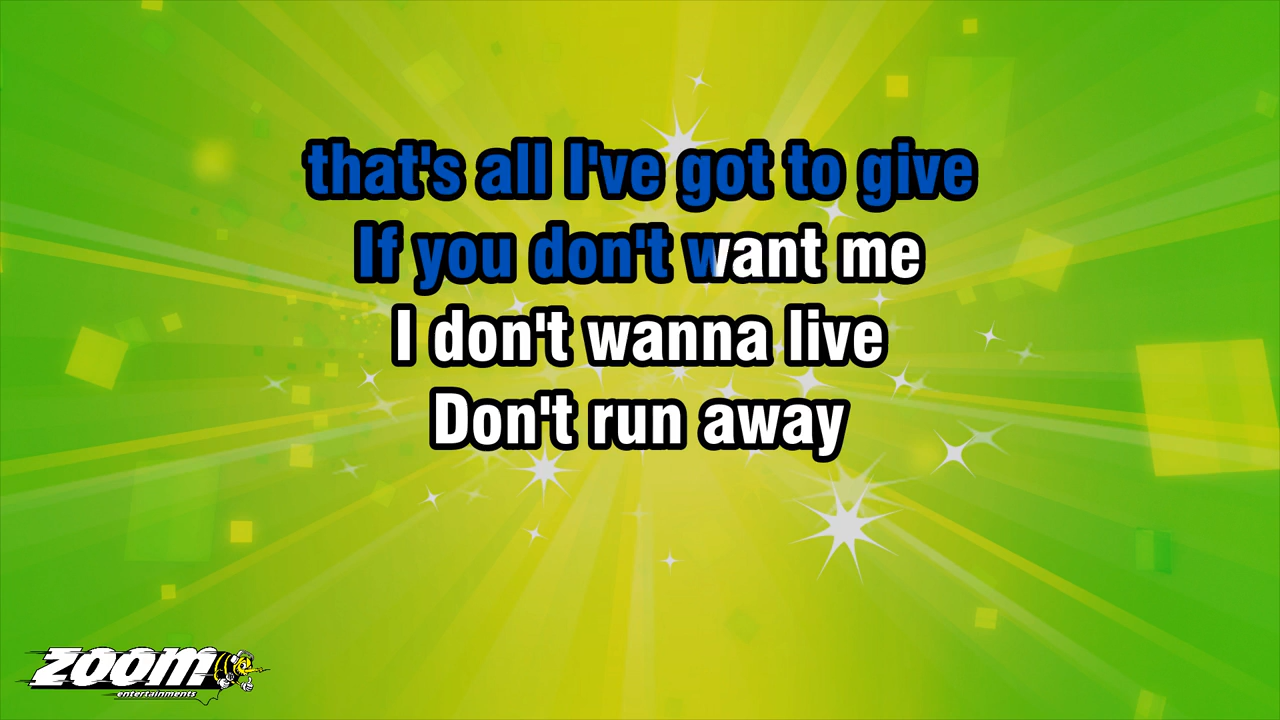 that's all I've got to give
If you don't want me
I don't wanna live
Don't run away
zoom
entertainments